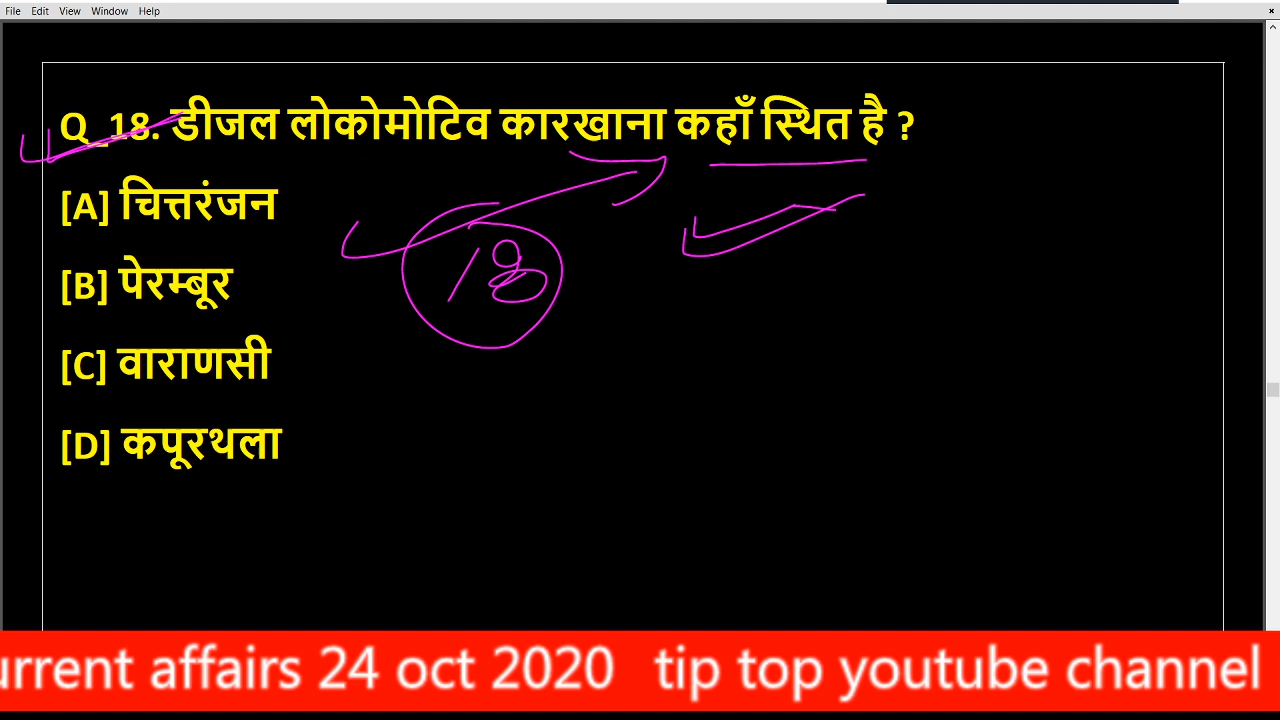 File Edit View Window Help
Q_18. डीजल लोकोमोटिव कारखाना कहाँ स्थित है ?
[A] चित्तरंजन
18
[B] पेरम्बूर
[C] वाराणसी
[D] कपूरथला
urrent affairs 24 oct 2020 tip top youtube channel